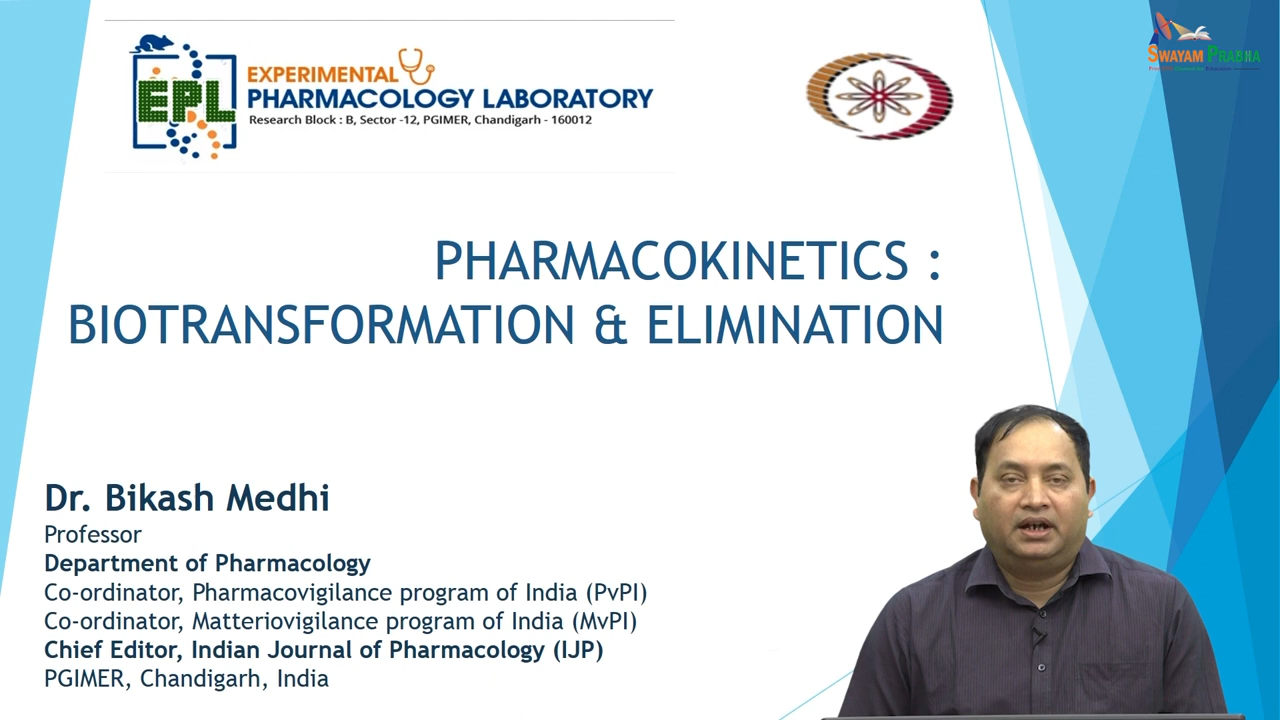 EPL
EXPERIMENTAL
PHARMACOLOGY LABORATORY
Research Block : B, Sector -12, PGIMER, Chandigarh - 160012
SWAYAM PRABHA
PHARMACOKINETICS :
BIOTRANSFORMATION & ELIMINATION
Dr. Bikash Medhi
Professor
Department of Pharmacology
Co-ordinator, Pharmacovigilance program of India (PvPI)
Co-ordinator, Matteriovigilance program of India (MvPI)
Chief Editor, Indian Journal of Pharmacology (IJP)
PGIMER, Chandigarh, India